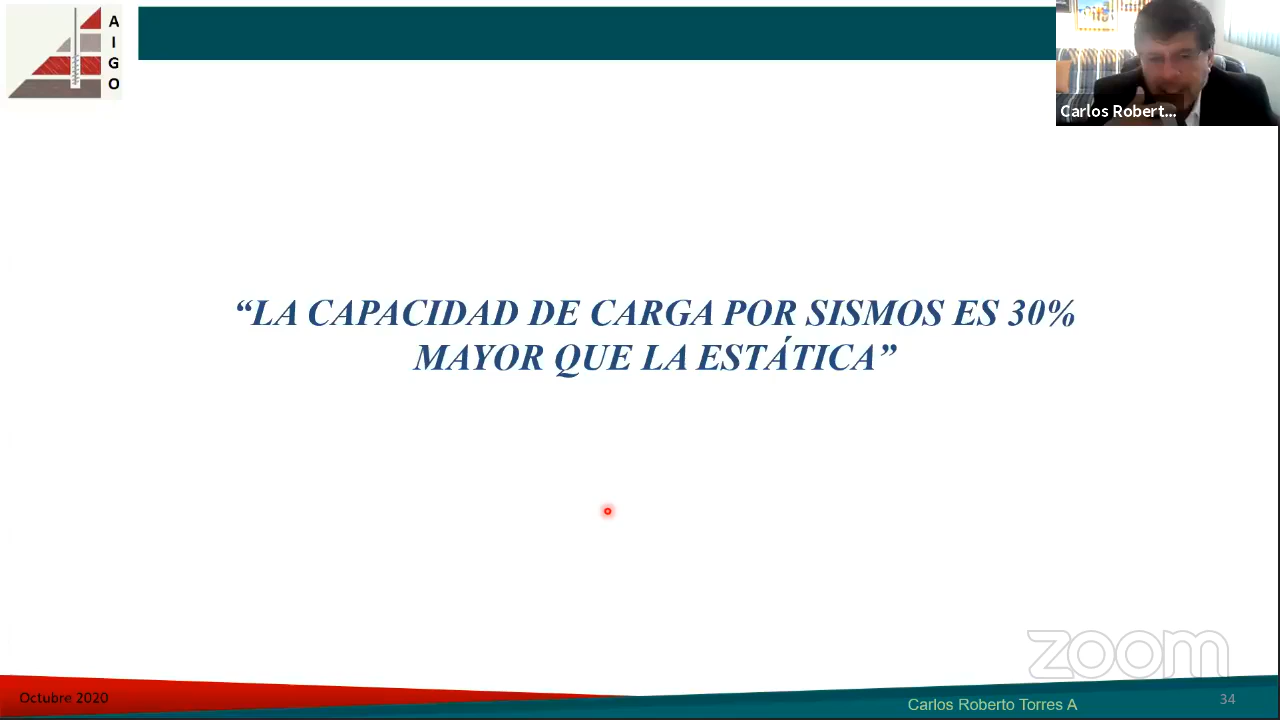 A
I
G
O
Carlos Robert...
“LA CAPACIDAD DE CARGA POR SISMOS ES 30%
MAYOR QUE LA ESTÁTICA”
zoom
Octubre 2020
Carlos Roberto Torres A
34